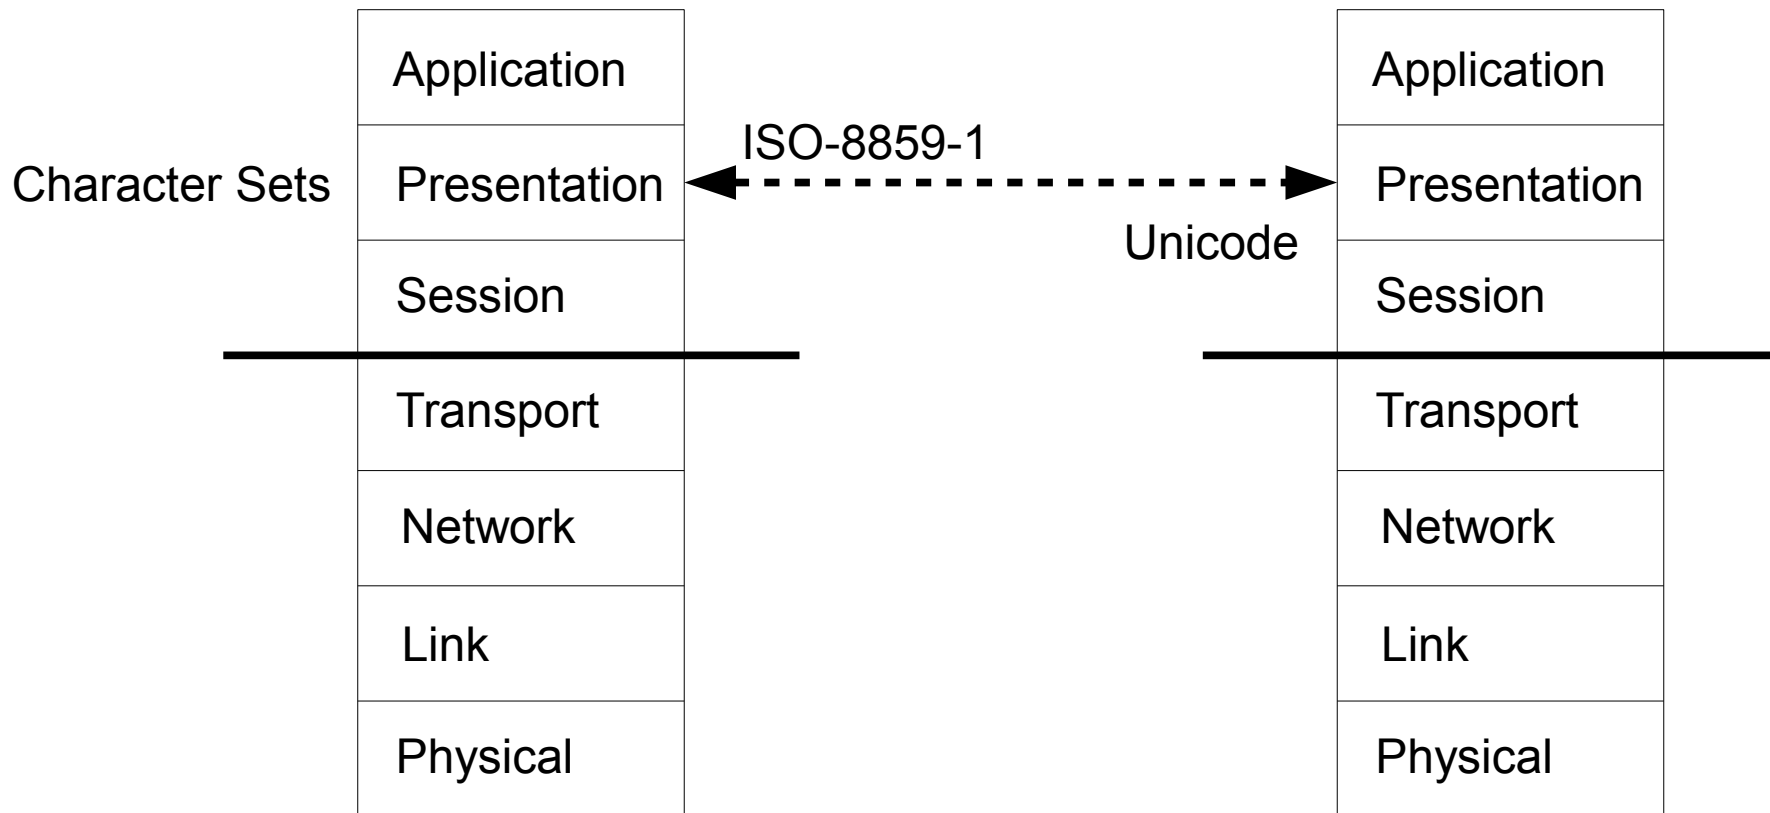 Application
Application
ISO-8859-1
Character Sets
Presentation
Presentation
Unicode
Session
Session
Transport
Transport
Network
Network
Link
Link
Physical
Physical